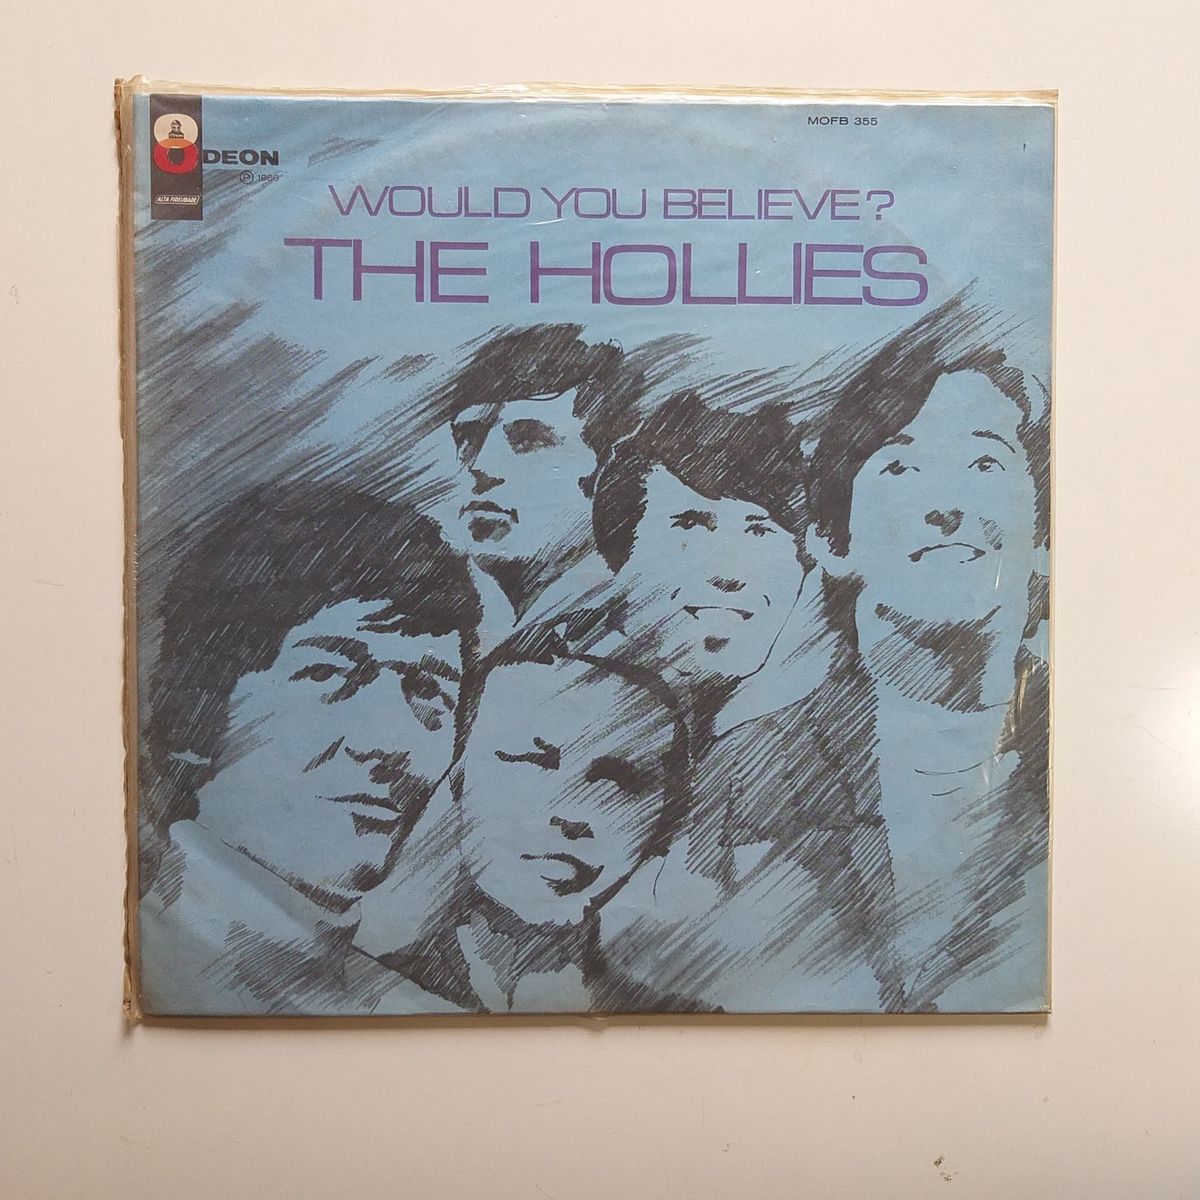 MOFB 355
ODEON
℗ 1966
ALTA FIDELIDADE
WOULD YOU BELIEVE?
THE HOLLIES